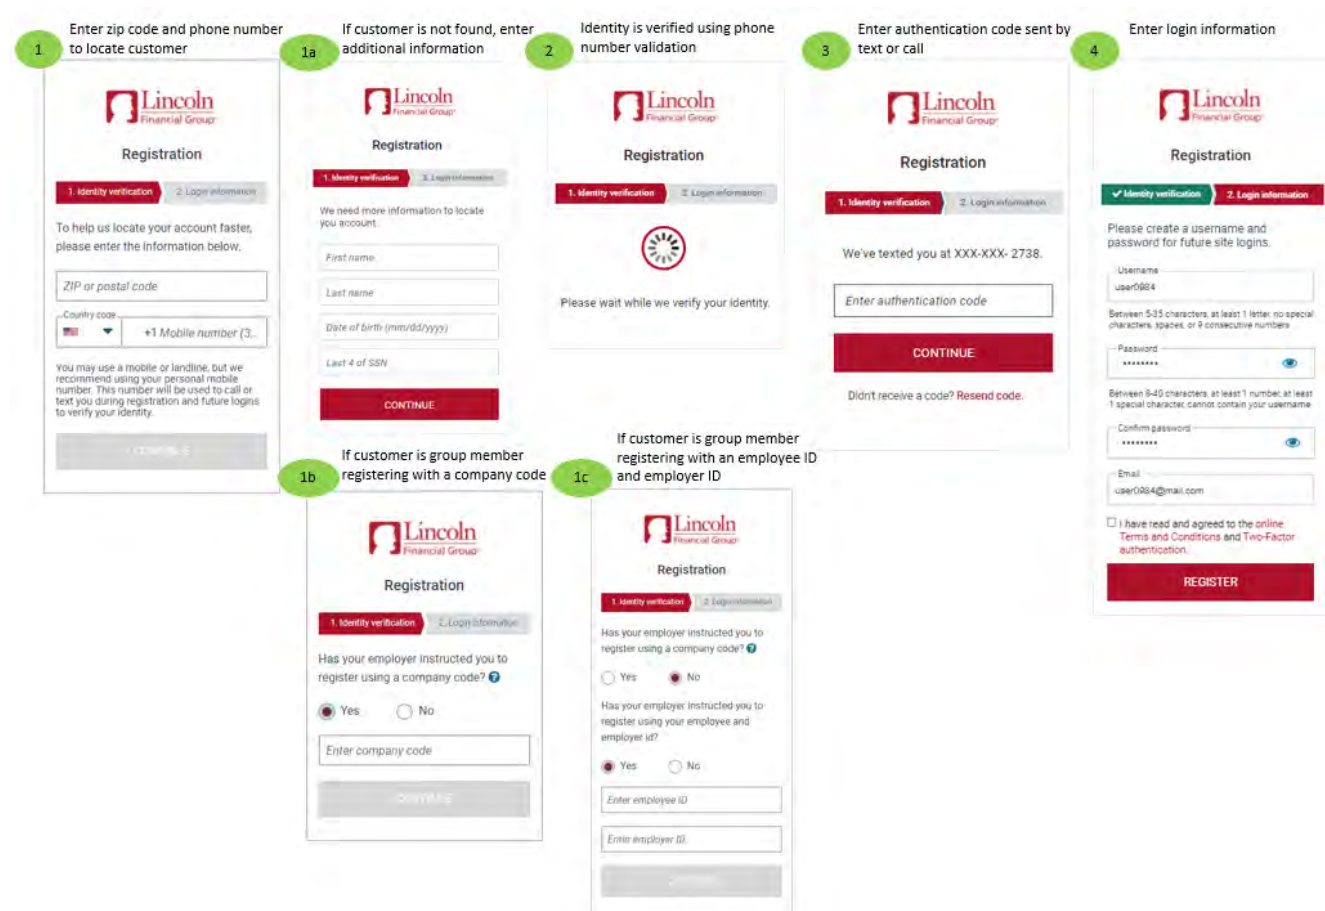 1
Enter zip code and phone number
to locate customer
Lincoln
Financial Group®
Registration
1. Identity verification
2. Login information
To help us locate your account faster,
please enter the information below.
ZIP or postal code
Country code
+1 Mobile number (3...
You may use a mobile or landline, but we
recommend using your personal mobile
number. This number will be used to call or
text you during registration and future logins
to verify your identity.
CONTINUE
1a
If customer is not found, enter
additional information
Lincoln
Financial Group®
Registration
1. Identity verification
2. Login information
We need more information to locate
you account.
First name
Last name
Date of birth (mm/dd/yyyy)
Last 4 of SSN
CONTINUE
2
Identity is verified using phone
number validation
Lincoln
Financial Group®
Registration
1. Identity verification
2. Login information
Please wait while we verify your identity.
3
Enter authentication code sent by
text or call
Lincoln
Financial Group®
Registration
1. Identity verification
2. Login information
We've texted you at XXX-XXX- 2738.
Enter authentication code
CONTINUE
Didn't receive a code? Resend code.
4
Enter login information
Lincoln
Financial Group®
Registration
✔ Identity verification
2. Login information
Please create a username and
password for future site logins.
Username
user0984
Between 5-35 characters, at least 1 letter, no special
characters, spaces, or 9 consecutive numbers
Password
••••••••
Between 8-40 characters, at least 1 number, at least
1 special character, cannot contain your username
Confirm password
••••••••
Email
user0984@mail.com
I have read and agreed to the online
Terms and Conditions and Two-Factor
authentication.
REGISTER
1b
If customer is group member
registering with a company code
Lincoln
Financial Group®
Registration
1. Identity verification
2. Login information
Has your employer instructed you to
register using a company code? ?
Yes
No
Enter company code
CONTINUE
1c
If customer is group member
registering with an employee ID
and employer ID
Lincoln
Financial Group®
Registration
1. Identity verification
2. Login information
Has your employer instructed you to
register using a company code? ?
Yes
No
Has your employer instructed you to
register using your employee and
employer id?
Yes
No
Enter employee ID
Enter employer ID